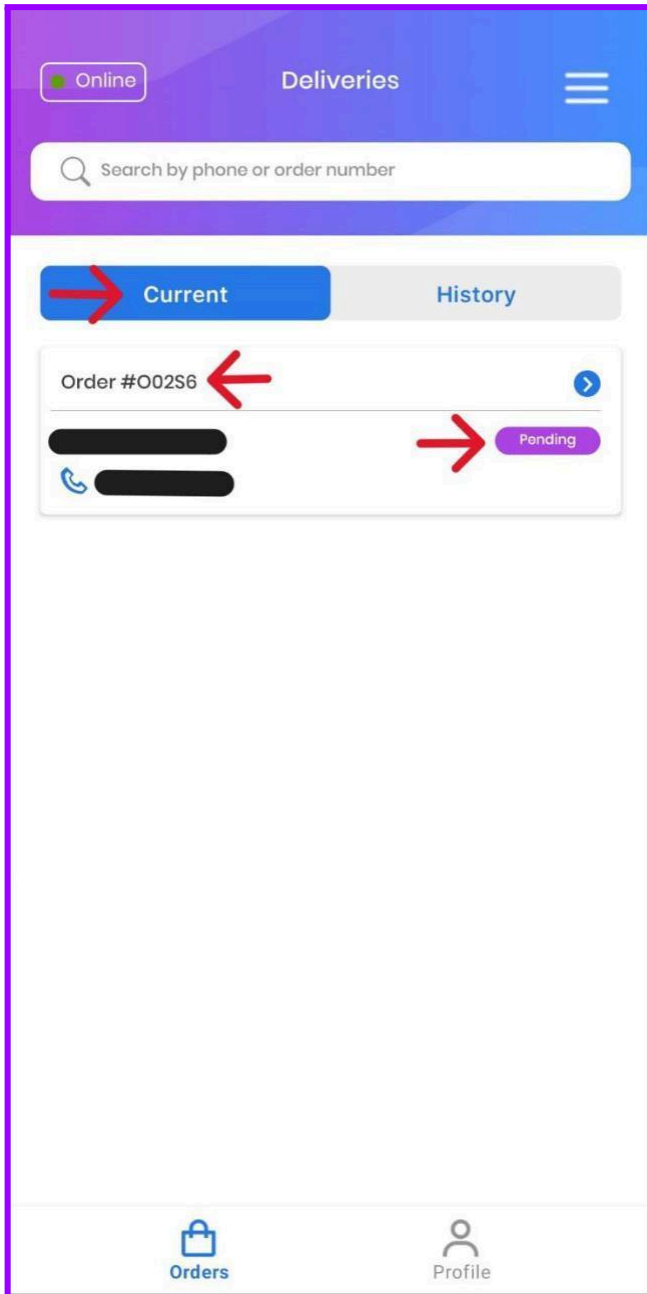 Online
Deliveries
Search by phone or order number
Current
History
Order #O02S6
Pending
Orders
Profile